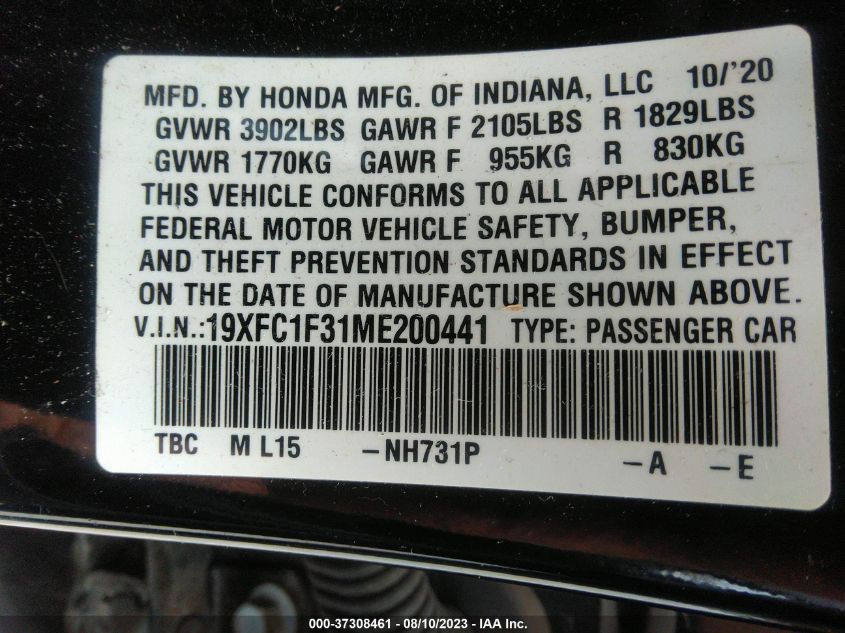 MFD. BY HONDA MFG. OF INDIANA, LLC 10/'20
GVWR 3902LBS GAWR F 2105LBS R 1829LBS
GVWR 1770KG GAWR F 955KG R 830KG
THIS VEHICLE CONFORMS TO ALL APPLICABLE
FEDERAL MOTOR VEHICLE SAFETY, BUMPER,
AND THEFT PREVENTION STANDARDS IN EFFECT
ON THE DATE OF MANUFACTURE SHOWN ABOVE.
V.I.N.:19XFC1F31ME200441 TYPE: PASSENGER CAR
TBC M L15 -NH731P -A -E
000-37308461 - 08/10/2023 - IAA Inc.